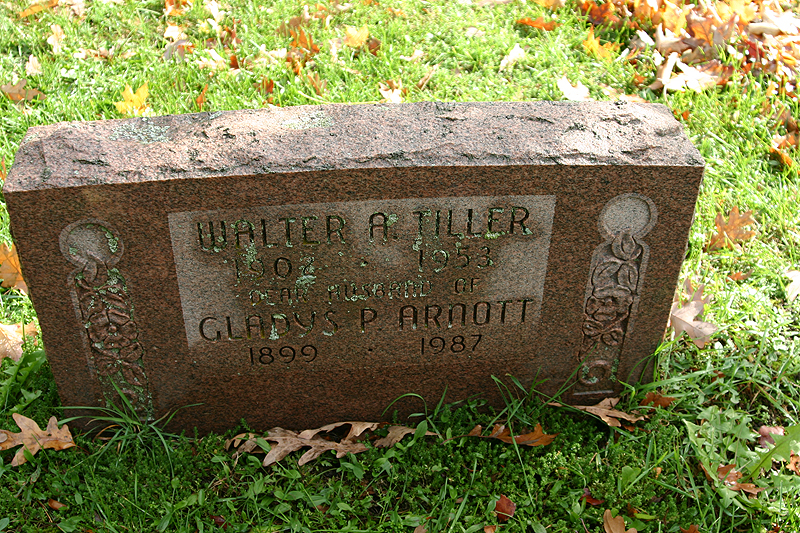 WALTER A. TILLER
· 1953
DEAR HUSBAND OF
GLADYS P. ARNOTT
1899 · 1987